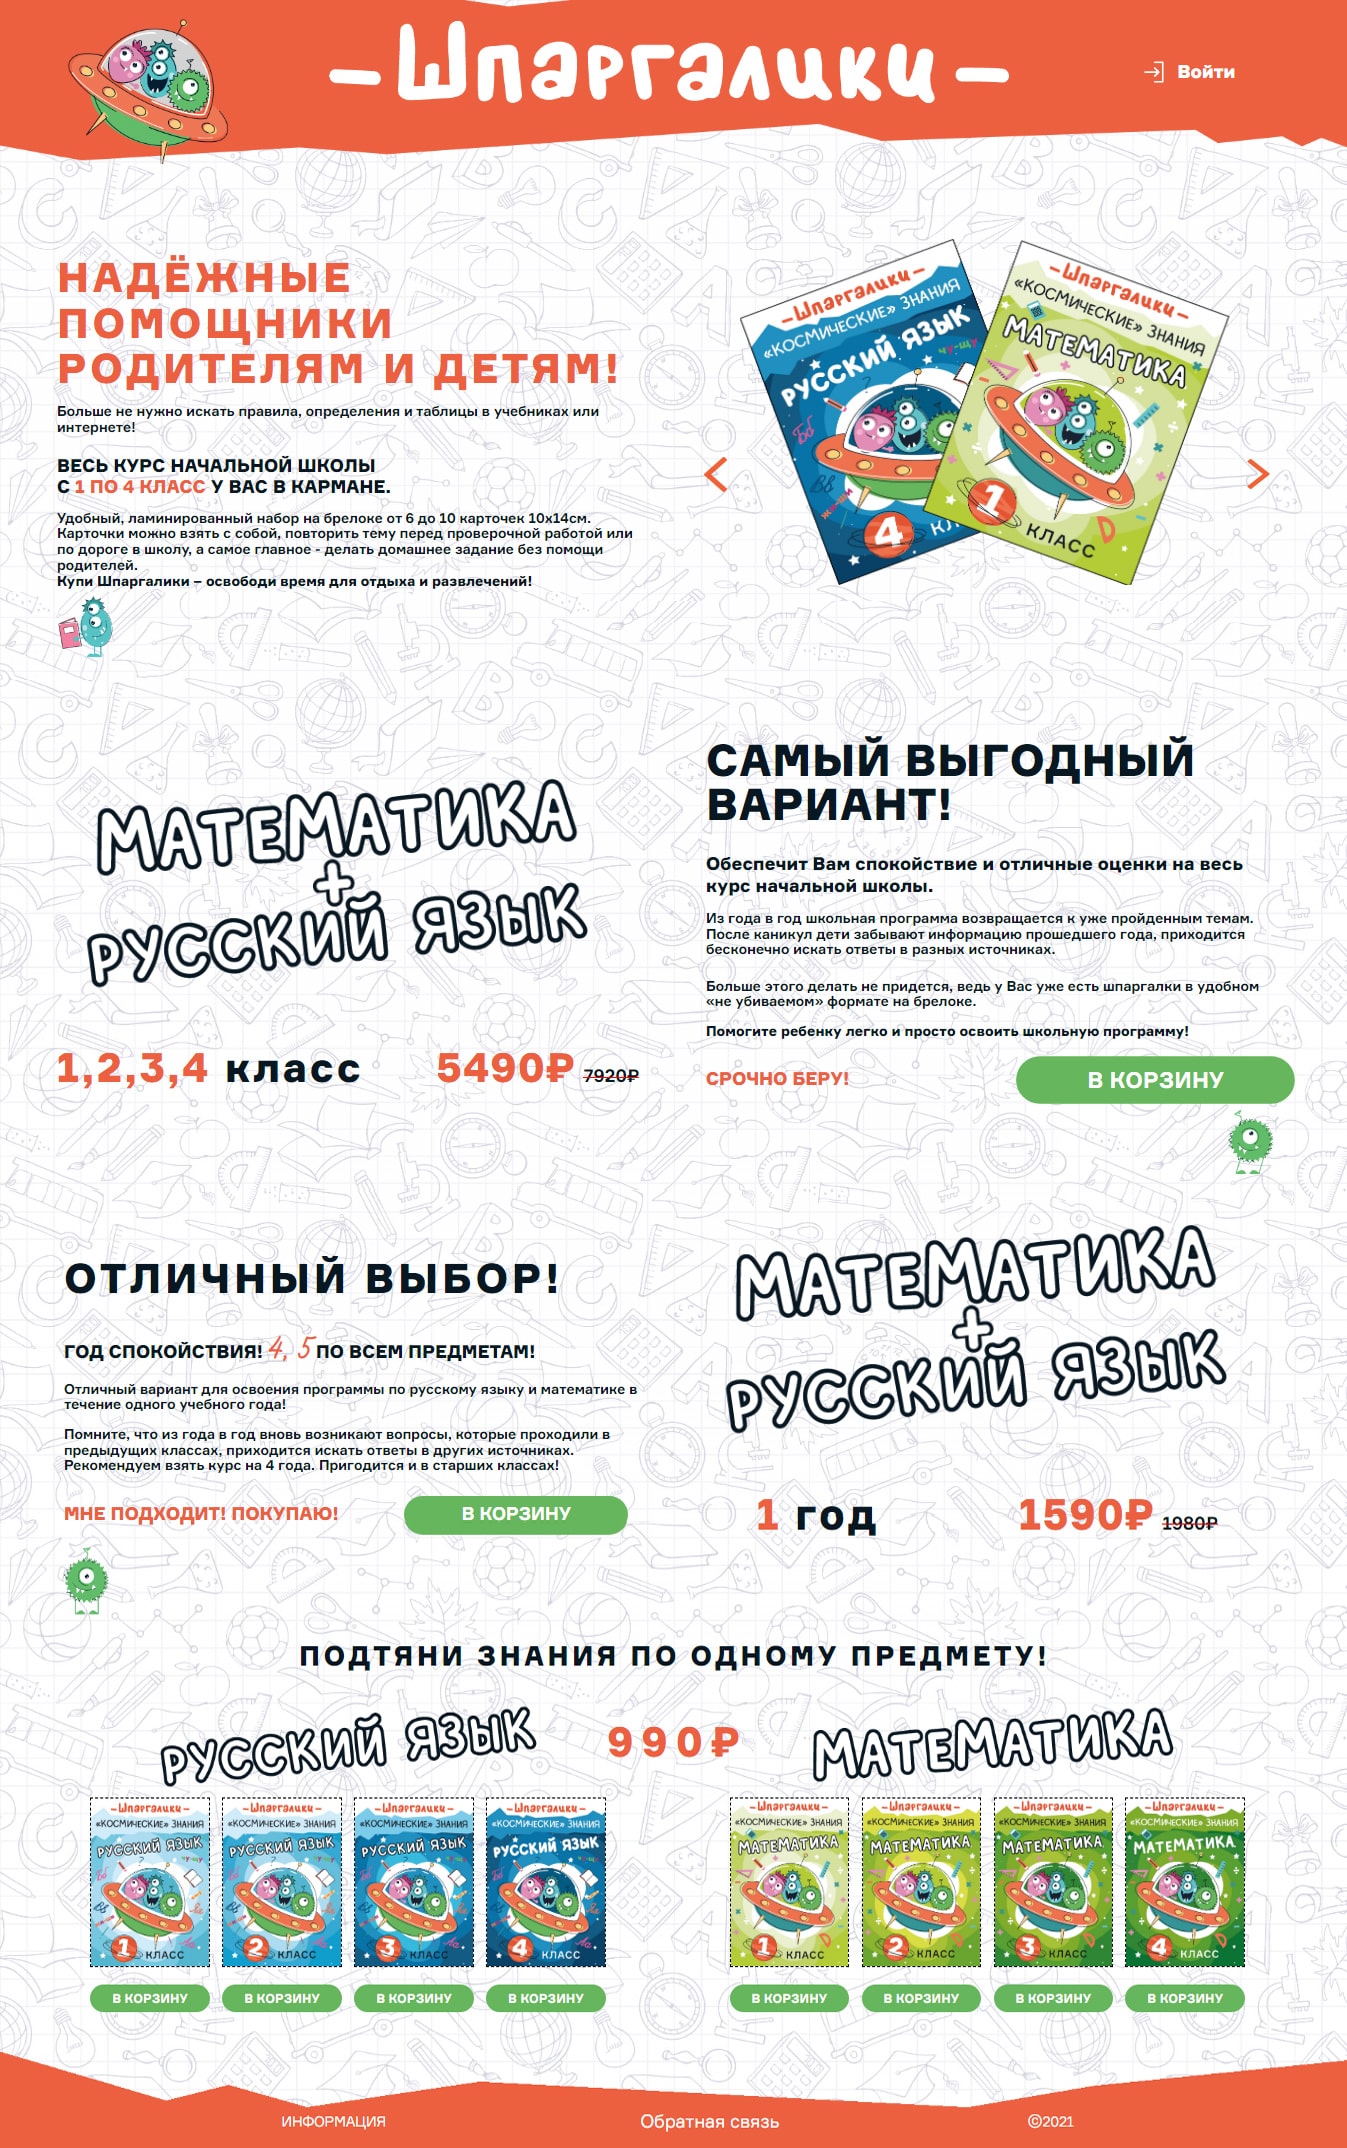 – Шпаргалики –
Войти
НАДЁЖНЫЕ
ПОМОЩНИКИ
РОДИТЕЛЯМ И ДЕТЯМ!
Больше не нужно искать правила, определения и таблицы в учебниках или
интернете!
ВЕСЬ КУРС НАЧАЛЬНОЙ ШКОЛЫ
С 1 ПО 4 КЛАСС У ВАС В КАРМАНЕ.
Удобный, ламинированный набор на брелоке от 6 до 10 карточек 10х14см.
Карточки можно взять с собой, повторить тему перед проверочной работой или
по дороге в школу, а самое главное - делать домашнее задание без помощи
родителей.
Купи Шпаргалики – освободи время для отдыха и развлечений!
–Шпаргалики–
«КОСМИЧЕСКИЕ» ЗНАНИЯ
РУССКИЙ ЯЗЫК
чу-щу
Бб
Вв
4 КЛ
–Шпаргалики–
«КОСМИЧЕСКИЕ» ЗНАНИЯ
МАТЕМАТИКА
1 КЛАСС
МАТЕМАТИКА
+
РУССКИЙ ЯЗЫК
1,2,3,4 класс
5490₽ 7920₽
САМЫЙ ВЫГОДНЫЙ
ВАРИАНТ!
Обеспечит Вам спокойствие и отличные оценки на весь
курс начальной школы.
Из года в год школьная программа возвращается к уже пройденным темам.
После каникул дети забывают информацию прошедшего года, приходится
бесконечно искать ответы в разных источниках.
Больше этого делать не придется, ведь у Вас уже есть шпаргалки в удобном
«не убиваемом» формате на брелоке.
Помогите ребенку легко и просто освоить школьную программу!
СРОЧНО БЕРУ!
В КОРЗИНУ
ОТЛИЧНЫЙ ВЫБОР!
ГОД СПОКОЙСТВИЯ! 4, 5 ПО ВСЕМ ПРЕДМЕТАМ!
Отличный вариант для освоения программы по русскому языку и математике в
течение одного учебного года!
Помните, что из года в год вновь возникают вопросы, которые проходили в
предыдущих классах, приходится искать ответы в других источниках.
Рекомендуем взять курс на 4 года. Пригодится и в старших классах!
МНЕ ПОДХОДИТ! ПОКУПАЮ!
В КОРЗИНУ
МАТЕМАТИКА
+
РУССКИЙ ЯЗЫК
1 год
1590₽ 1980₽
ПОДТЯНИ ЗНАНИЯ ПО ОДНОМУ ПРЕДМЕТУ!
РУССКИЙ ЯЗЫК
990₽
МАТЕМАТИКА
–Шпаргалики–
«КОСМИЧЕСКИЕ» ЗНАНИЯ
РУССКИЙ ЯЗЫК
1 КЛАСС
–Шпаргалики–
«КОСМИЧЕСКИЕ» ЗНАНИЯ
РУССКИЙ ЯЗЫК
2 КЛАСС
–Шпаргалики–
«КОСМИЧЕСКИЕ» ЗНАНИЯ
РУССКИЙ ЯЗЫК
3 КЛАСС
–Шпаргалики–
«КОСМИЧЕСКИЕ» ЗНАНИЯ
РУССКИЙ ЯЗЫК
4 КЛАСС
–Шпаргалики–
«КОСМИЧЕСКИЕ» ЗНАНИЯ
МАТЕМАТИКА
1 КЛАСС
–Шпаргалики–
«КОСМИЧЕСКИЕ» ЗНАНИЯ
МАТЕМАТИКА
2 КЛАСС
–Шпаргалики–
«КОСМИЧЕСКИЕ» ЗНАНИЯ
МАТЕМАТИКА
3 КЛАСС
–Шпаргалики–
«КОСМИЧЕСКИЕ» ЗНАНИЯ
МАТЕМАТИКА
4 КЛАСС
В КОРЗИНУ
В КОРЗИНУ
В КОРЗИНУ
В КОРЗИНУ
В КОРЗИНУ
В КОРЗИНУ
В КОРЗИНУ
В КОРЗИНУ
ИНФОРМАЦИЯ
Обратная связь
©2021